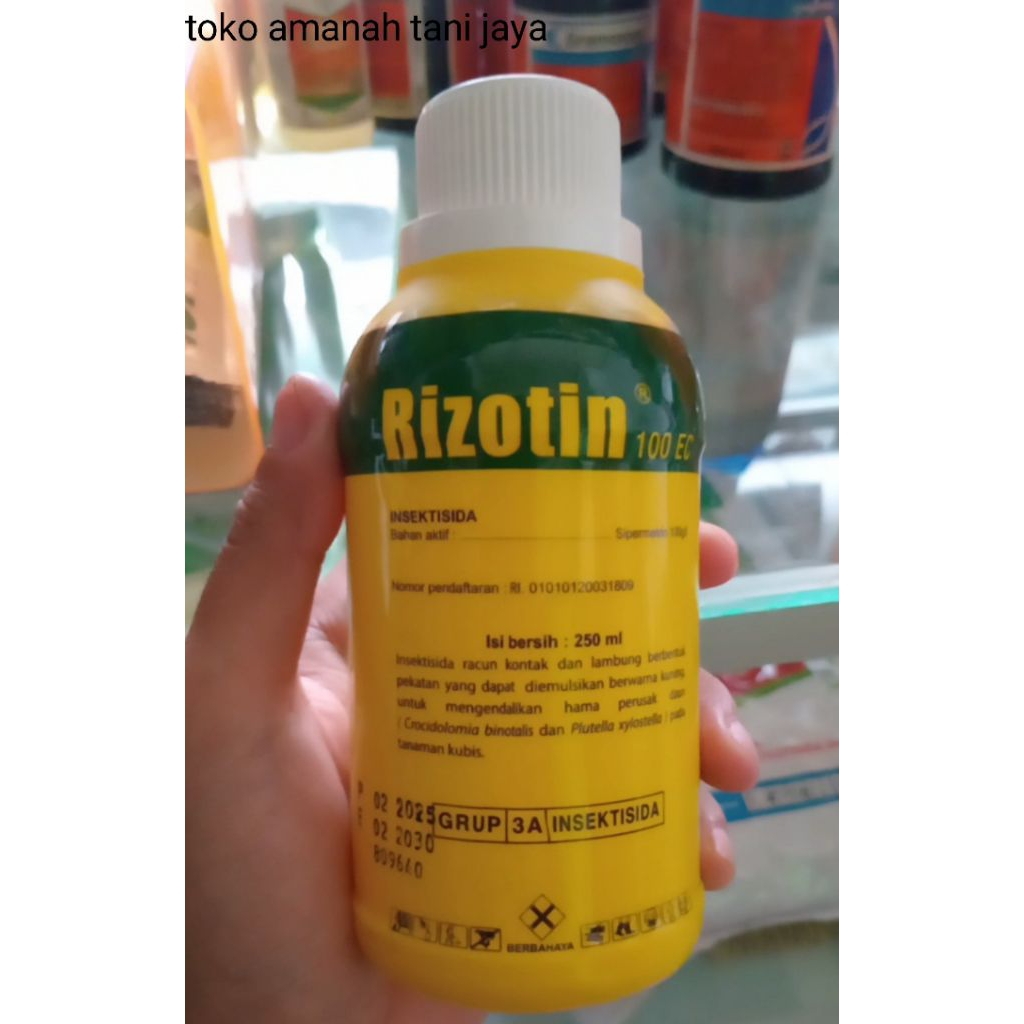 toko amanah tani jaya
Rizotin®
100 EC
INSEKTISIDA
Bahan aktif :
Nomor pendaftaran : RI. 01010120031809
Isi bersih : 250 ml
Insektisida racun kontak dan lambung berbentuk
pekatan yang dapat diemulsikan berwarna kuning,
untuk mengendalikan hama perusak daun
( Crocidolomia binotalis dan Plutella xylostella ) pada
tanaman kubis.
02 2025
02 2030
809640
GRUP 3A INSEKTISIDA
BERBAHAYA